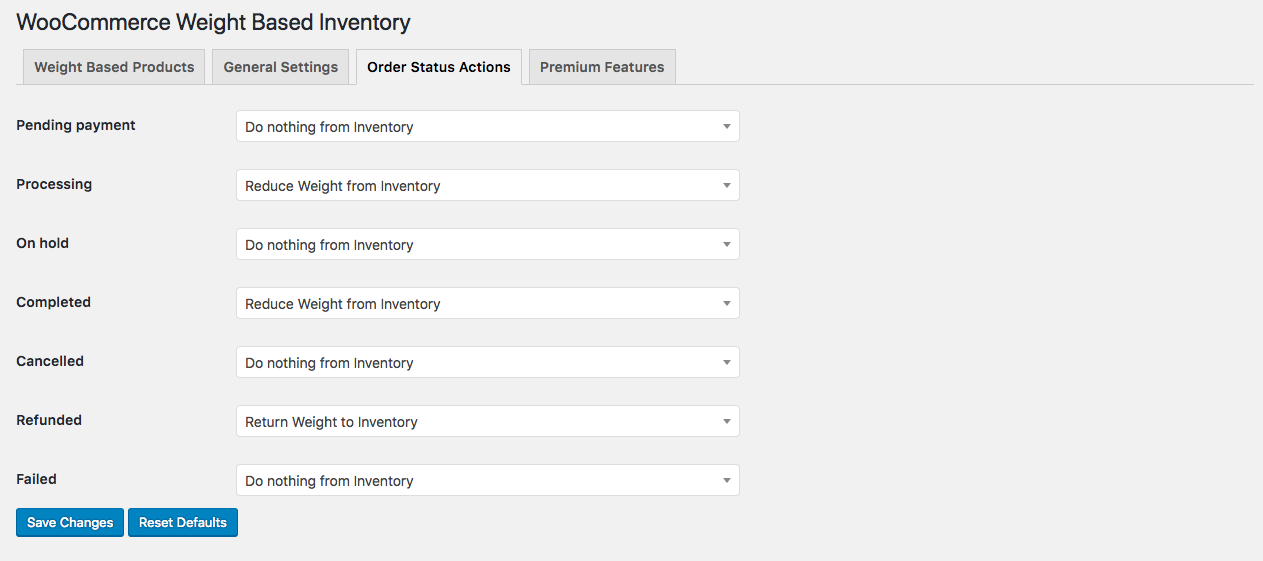 WooCommerce Weight Based Inventory
Weight Based Products General Settings Order Status Actions Premium Features
Pending payment Do nothing from Inventory
Processing Reduce Weight from Inventory
On hold Do nothing from Inventory
Completed Reduce Weight from Inventory
Cancelled Do nothing from Inventory
Refunded Return Weight to Inventory
Failed Do nothing from Inventory
Save Changes Reset Defaults